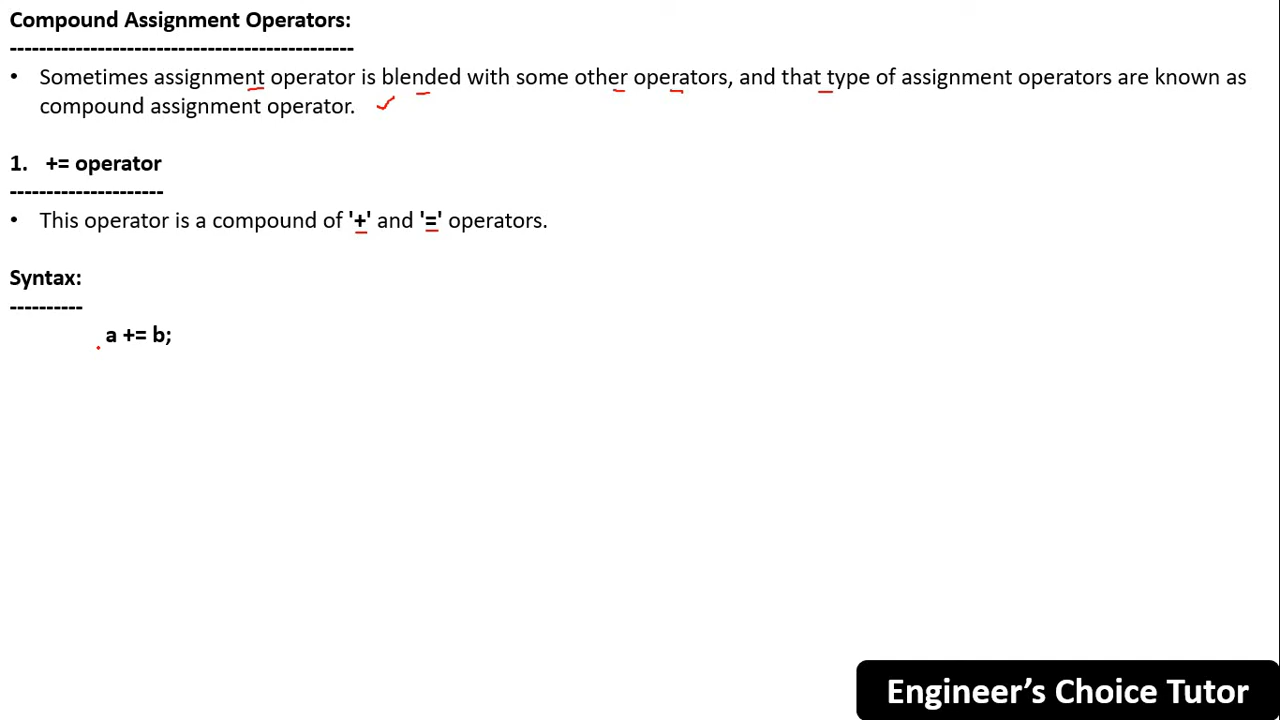 Compound Assignment Operators:
-----------------------------------------------
• Sometimes assignment operator is blended with some other operators, and that type of assignment operators are known as
compound assignment operator.
1. += operator
---------------------
• This operator is a compound of '+' and '=' operators.
Syntax:
----------
a += b;
Engineer’s Choice Tutor